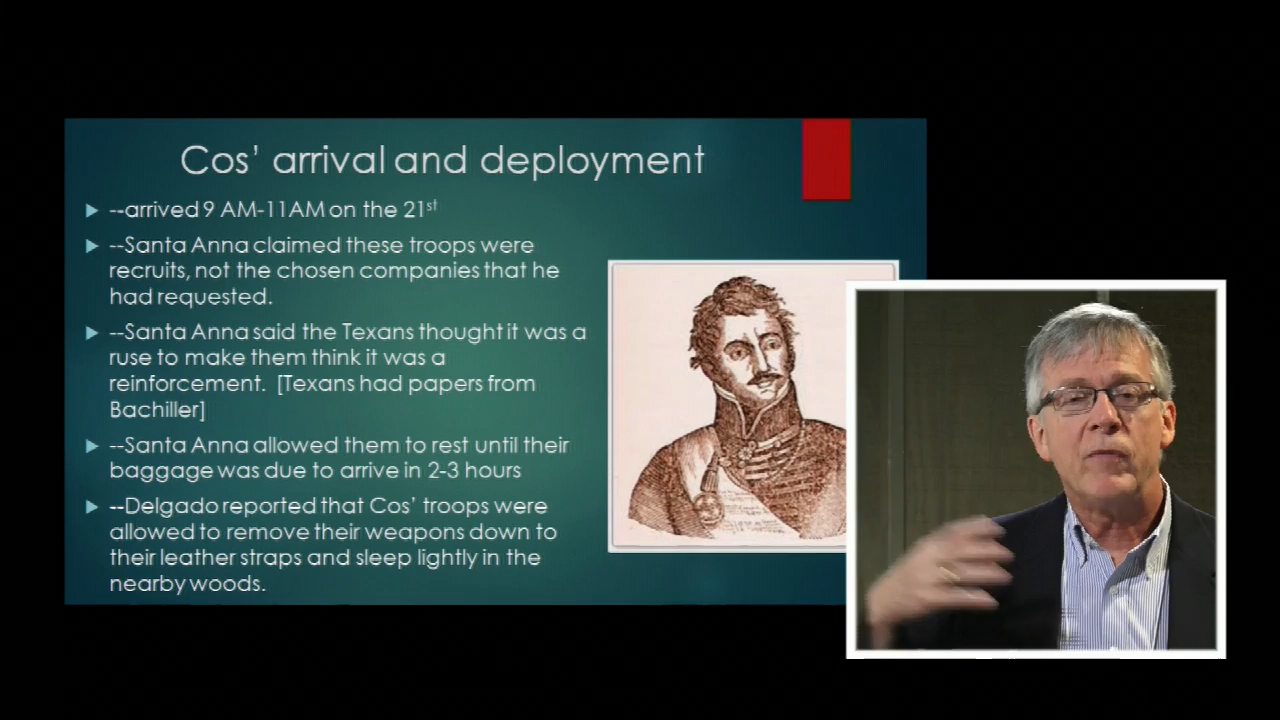 Cos' arrival and deployment
--arrived 9 AM-11AM on the 21st
--Santa Anna claimed these troops were
recruits, not the chosen companies that he
had requested.
--Santa Anna said the Texans thought it was a
ruse to make them think it was a
reinforcement. [Texans had papers from
Bachiller]
--Santa Anna allowed them to rest until their
baggage was due to arrive in 2-3 hours
--Delgado reported that Cos' troops were
allowed to remove their weapons down to
their leather straps and sleep lightly in the
nearby woods.